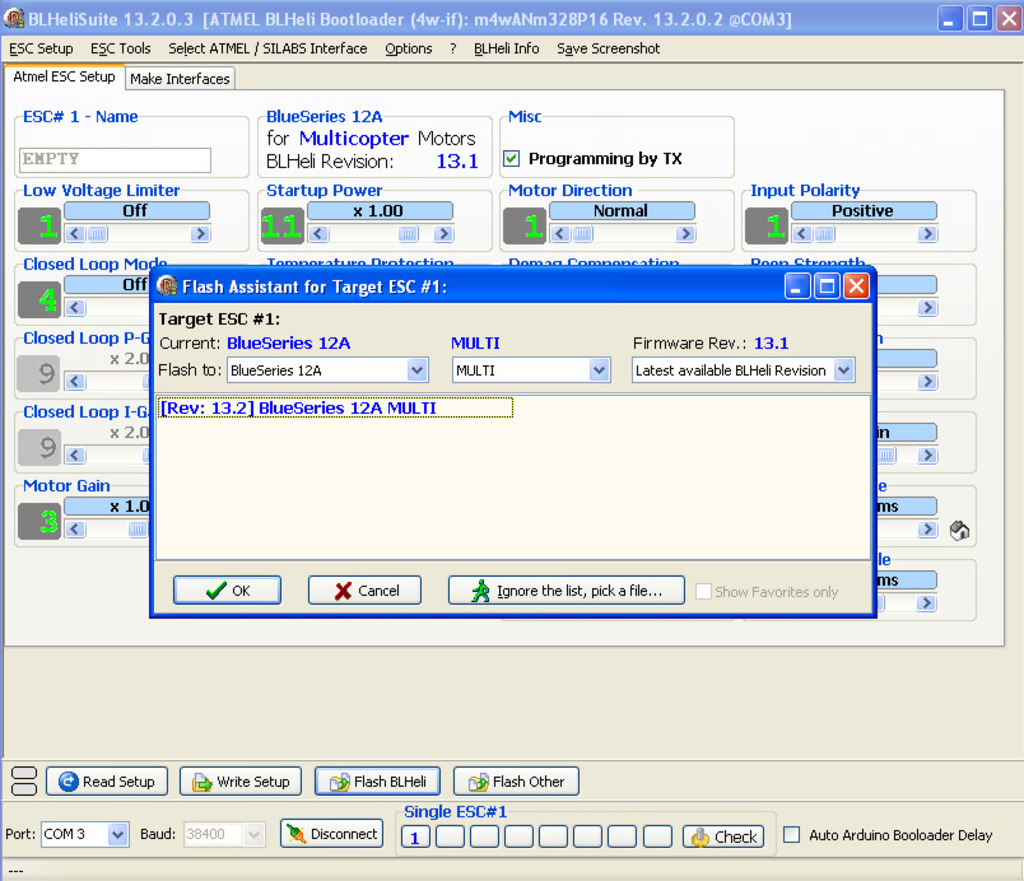 BLHeliSuite 13.2.0.3 [ATMEL BLHeli Bootloader (4w-if): m4wANm328P16 Rev. 13.2.0.2 @COM3]
ESC Setup ESC Tools Select ATMEL / SILABS Interface Options ? BLHeli Info Save Screenshot
Atmel ESC Setup Make Interfaces
ESC# 1 - Name BlueSeries 12A Misc
for Multicopter Motors
EMPTY BLHeli Revision: 13.1 Programming by TX
Low Voltage Limiter Startup Power Motor Direction Input Polarity
1 Off 11 x 1.00 1 Normal 1 Positive
Closed Loop Mode Temperature Protection Demag Compensation Beep Strength
4 Off
Flash Assistant for Target ESC #1:
Target ESC #1:
Closed Loop P-G
Current: BlueSeries 12A MULTI Firmware Rev.: 13.1
9 x 2.0
Flash to: BlueSeries 12A MULTI Latest available BLHeli Revision
[Rev: 13.2] BlueSeries 12A MULTI
Closed Loop I-G
9 x 2.0 in
Motor Gain e
3 x 1.0 ms
le
ms
OK Cancel Ignore the list, pick a file... Show Favorites only
Read Setup Write Setup Flash BLHeli Flash Other
Single ESC#1
Port: COM 3 Baud: 38400 Disconnect 1 Check Auto Arduino Booloader Delay
---